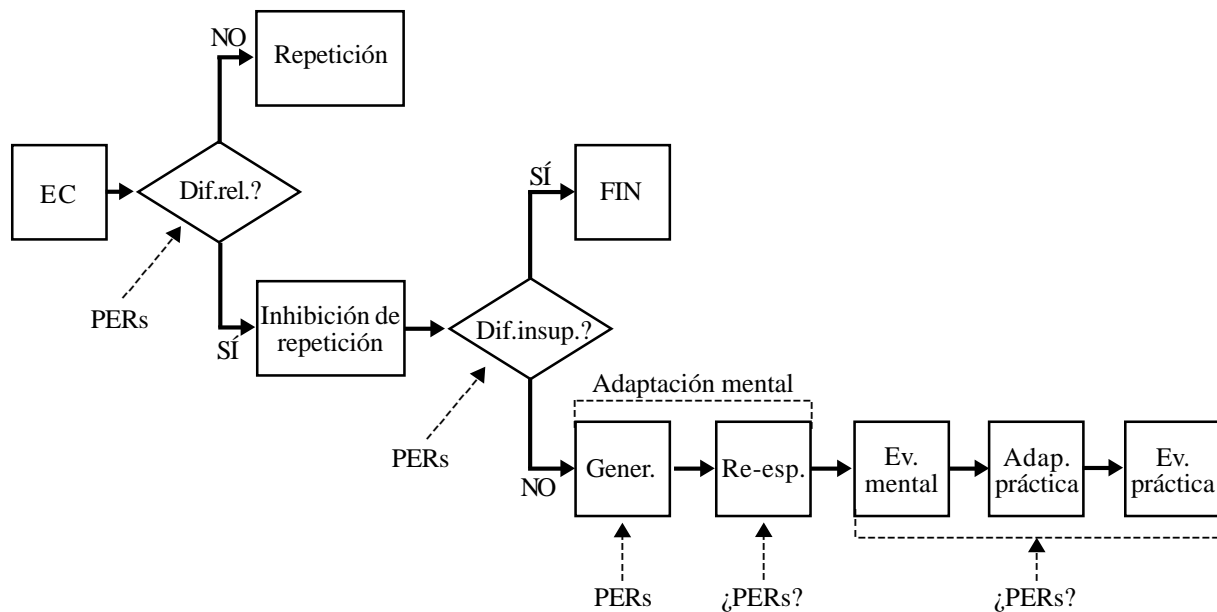 NO
Repetición
EC
Dif.rel.?
SÍ
FIN
PERs
SÍ
Inhibición de
repetición
Dif.insup.?
Adaptación mental
PERs
NO
Gener.
Re-esp.
Ev.
mental
Adap.
práctica
Ev.
práctica
PERs
¿PERs?
¿PERs?